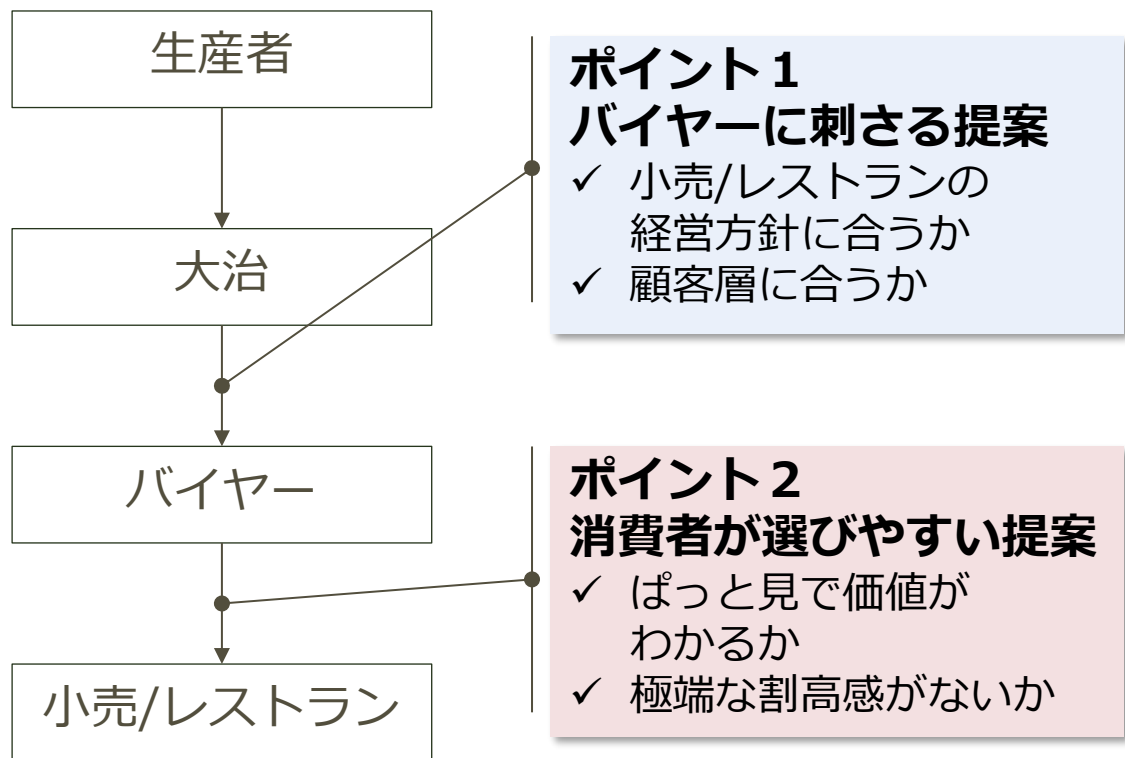 生産者
大治
バイヤー
小売/レストラン
ポイント１
バイヤーに刺さる提案
✓ 小売/レストランの
経営方針に合うか
✓ 顧客層に合うか
ポイント２
消費者が選びやすい提案
✓ ぱっと見で価値が
わかるか
✓ 極端な割高感がないか